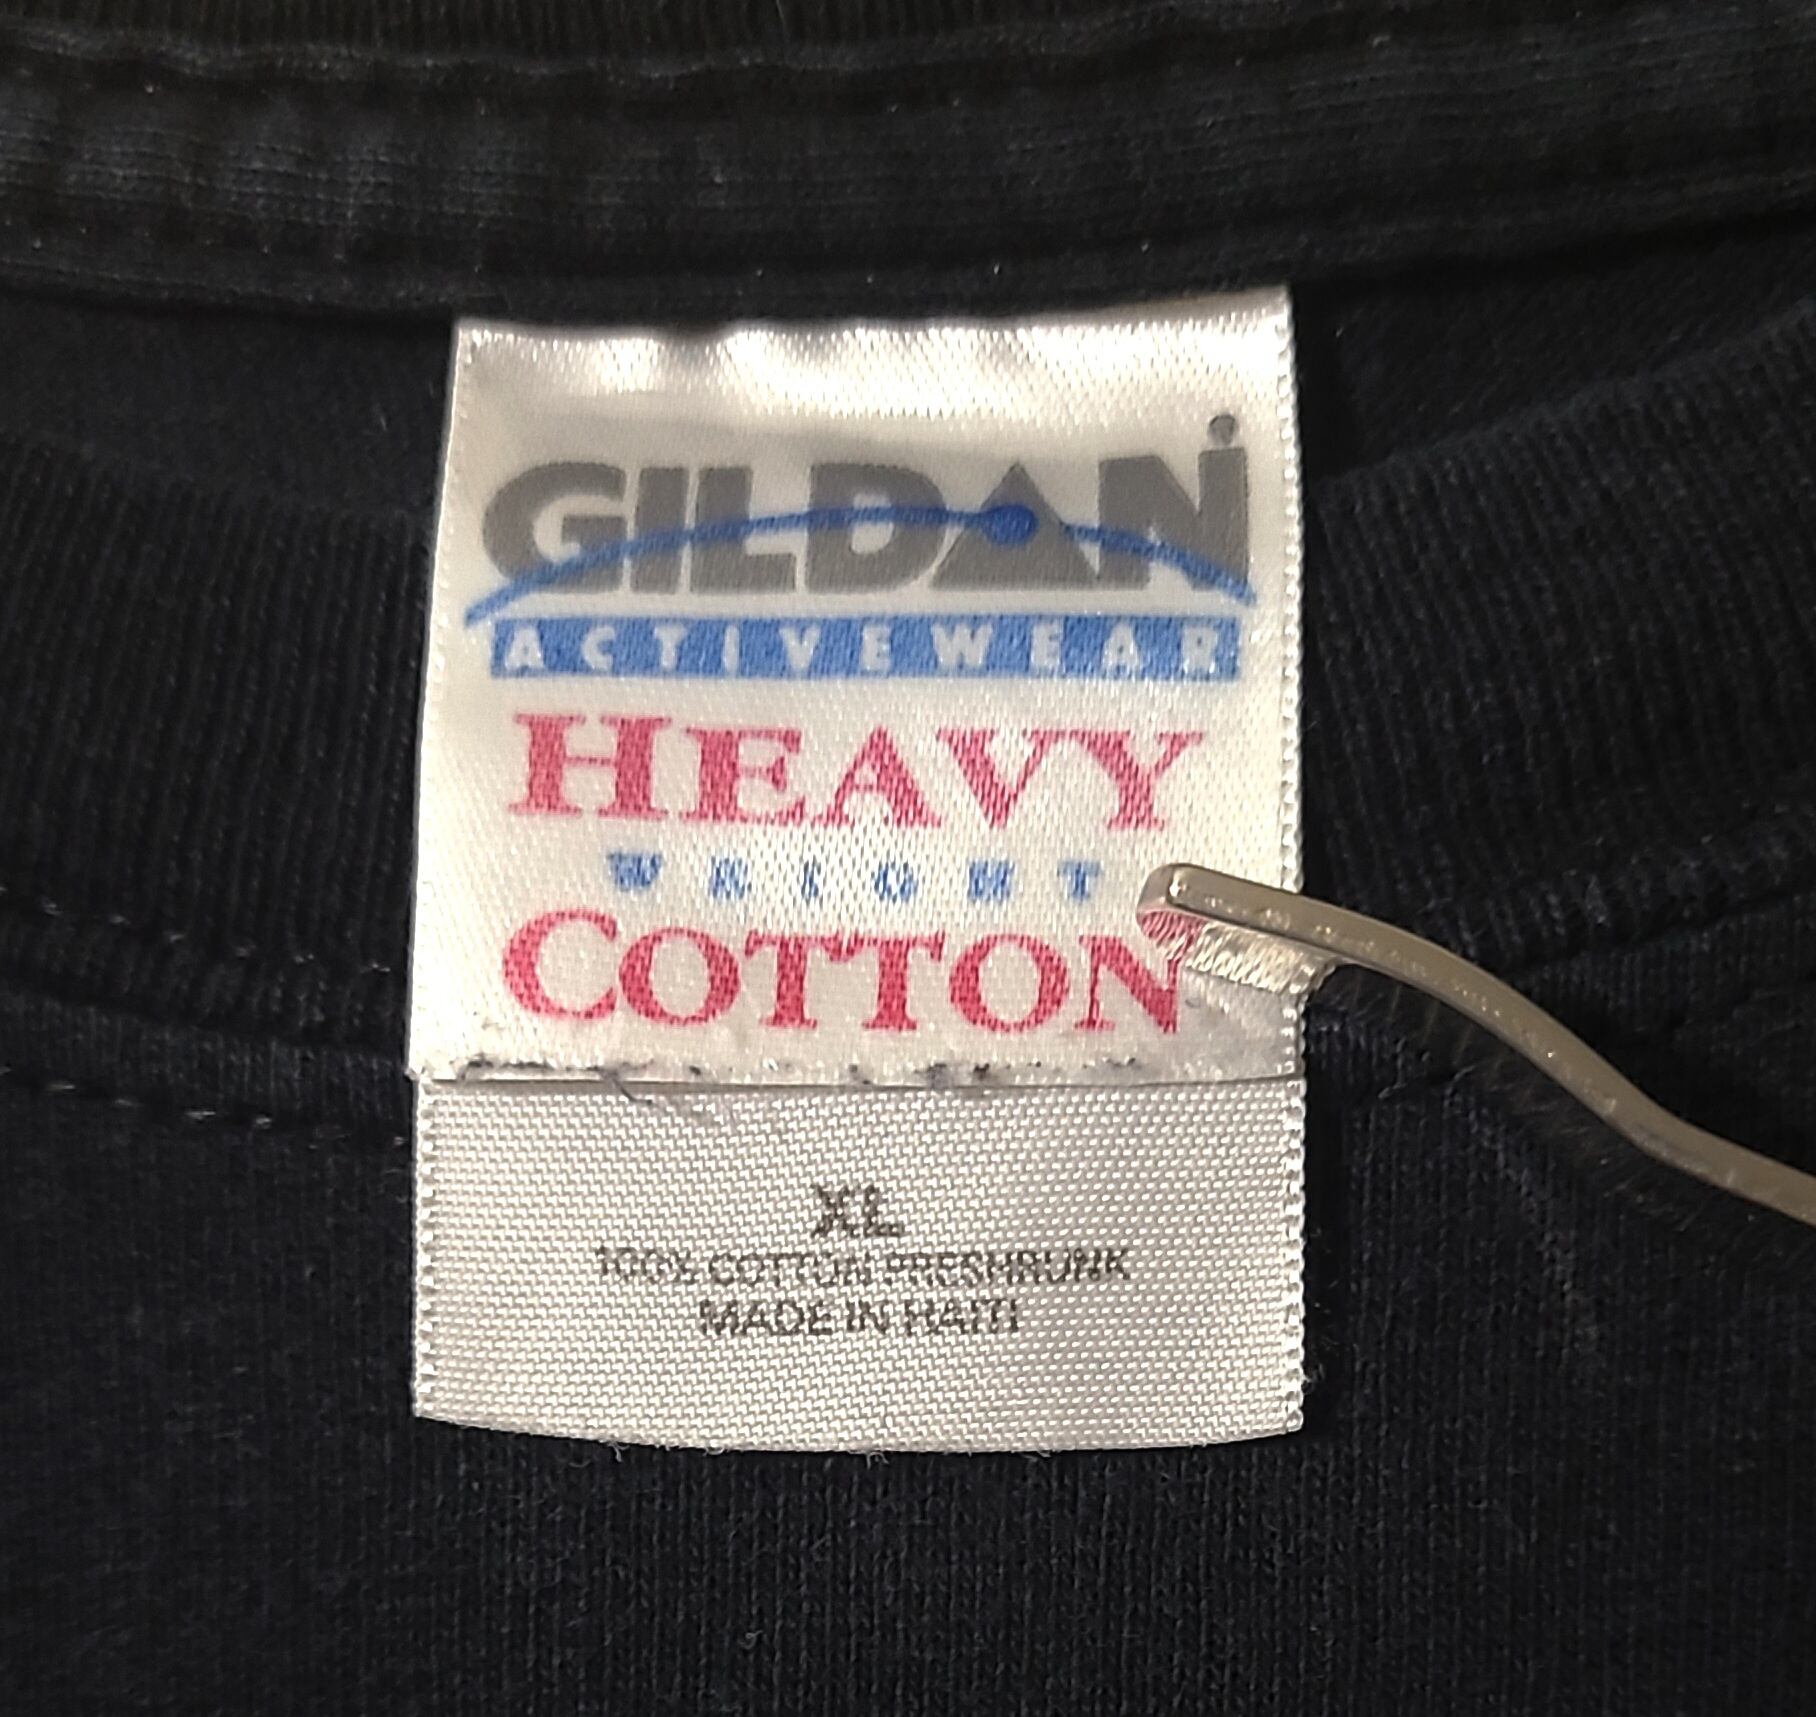 GILDAN
ACTIVEWEAR
HEAVY
WEIGHT
COTTON
XL
100% COTTON PRESHRUNK
MADE IN HAITI